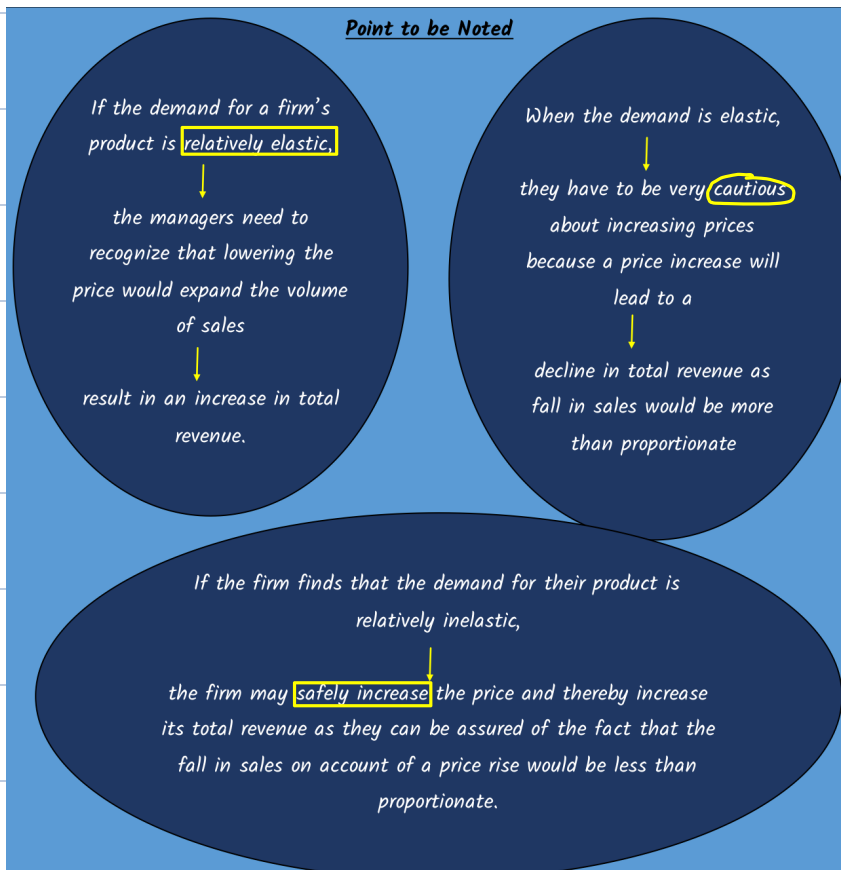 Point to be Noted
If the demand for a firm's
product is relatively elastic,
the managers need to
recognize that lowering the
price would expand the volume
of sales
result in an increase in total
revenue.
When the demand is elastic,
they have to be very cautious
about increasing prices
because a price increase will
lead to a
decline in total revenue as
fall in sales would be more
than proportionate
If the firm finds that the demand for their product is
relatively inelastic,
the firm may safely increase the price and thereby increase
its total revenue as they can be assured of the fact that the
fall in sales on account of a price rise would be less than
proportionate.